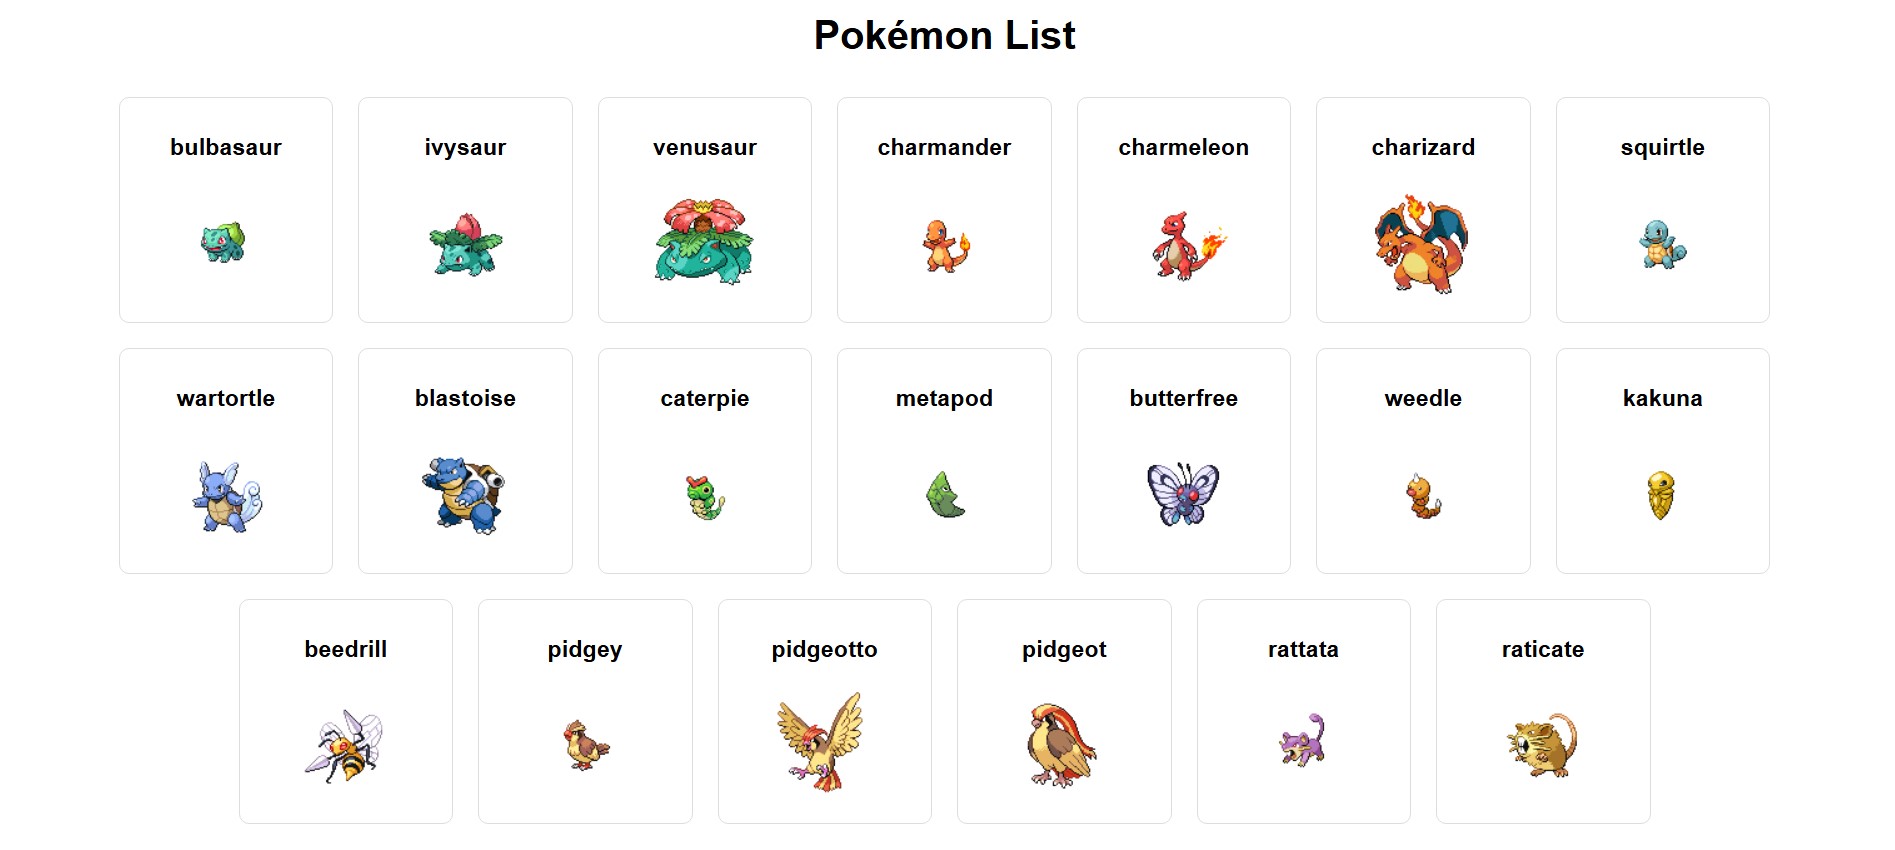 Pokémon List
bulbasaur
ivysaur
venusaur
charmander
charmeleon
charizard
squirtle
wartortle
blastoise
caterpie
metapod
butterfree
weedle
kakuna
beedrill
pidgey
pidgeotto
pidgeot
rattata
raticate